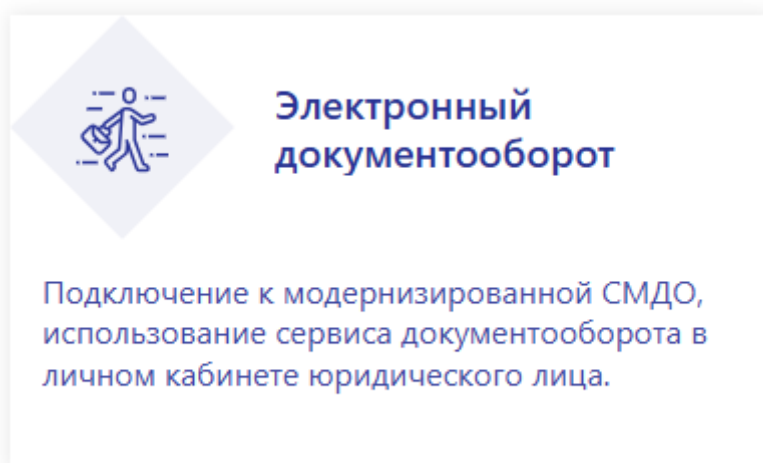 Электронный
документооборот
Подключение к модернизированной СМДО,
использование сервиса документооборота в
личном кабинете юридического лица.